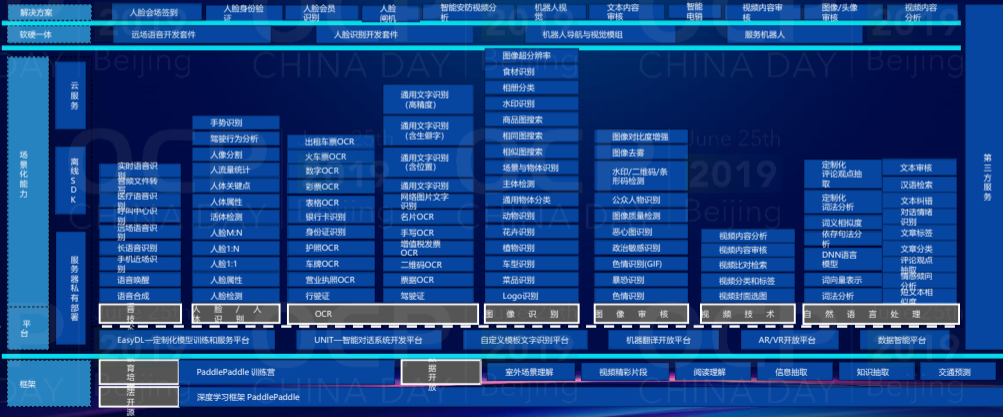 解决方案
人脸会场签到
人脸身份验
证
人脸会员
识别
人脸
闸机
智能安防视频分
析
机器人视
觉
文本内容
审核
智能
电销
视频内容审
核
图像/头像
审核
视频内容
分析
软硬一体
远场语音开发套件
人脸识别开发套件
机器人导航与视觉模组
服务机器人
场景化能力
云服务
离线SDK
服务器私有部署
第三方服务
实时语音识
别
音频文件转
写
医疗语音识
别
呼叫中心识
别
远场语音识
别
长语音识别
手机近场识
别
语音唤醒
语音合成
手势识别
驾驶行为分析
人像分割
人流量统计
人体关键点
人体属性
活体检测
人脸M:N
人脸1:N
人脸1:1
人脸属性
人脸检测
出租车票OCR
火车票OCR
数字OCR
彩票OCR
表格OCR
银行卡识别
身份证识别
护照OCR
车牌OCR
营业执照OCR
行驶证
通用文字识别
(高精度)
通用文字识别
(含生僻字)
通用文字识别
(含位置)
通用文字识别
网络图片文字
识别
名片OCR
手写OCR
增值税发票
OCR
二维码OCR
票据OCR
驾驶证
图像超分辨率
食材识别
相册分类
水印识别
商品图搜索
相同图搜索
相似图搜索
场景与物体识别
主体检测
通用物体分类
动物识别
花卉识别
植物识别
车型识别
菜品识别
Logo识别
图像对比度增强
图像去雾
水印/二维码/条
形码检测
公众人物识别
图像质量检测
恶心图识别
政治敏感识别
色情识别(GIF)
暴恐识别
色情识别
视频内容分析
视频内容审核
视频比对检索
视频分类和标签
视频封面选图
定制化
评论观点抽
取
定制化
词法分析
词义相似度
依存句法分
析
DNN语言
模型
词向量表示
词法分析
文本审核
汉语检索
文本纠错
对话情绪
识别
文章标签
文章分类
评论观点
抽取
情感倾向
分析
短文本相
似度
平台
音技术
人脸/人
体识别
OCR
图像识别
图像审核
视频技术
自然语言处理
EasyDL—定制化模型训练和服务平台
UNIT—智能对话系统开发平台
自定义模板文字识别平台
机器翻译开放平台
AR/VR开放平台
数据智能平台
框架
育培
PaddlePaddle 训练营
据开放
室外场景理解
视频精彩片段
阅读理解
信息抽取
知识抽取
交通预测
法开源
深度学习框架 PaddlePaddle
OCP
CHINA DAY
June 25th
2019
Beijing